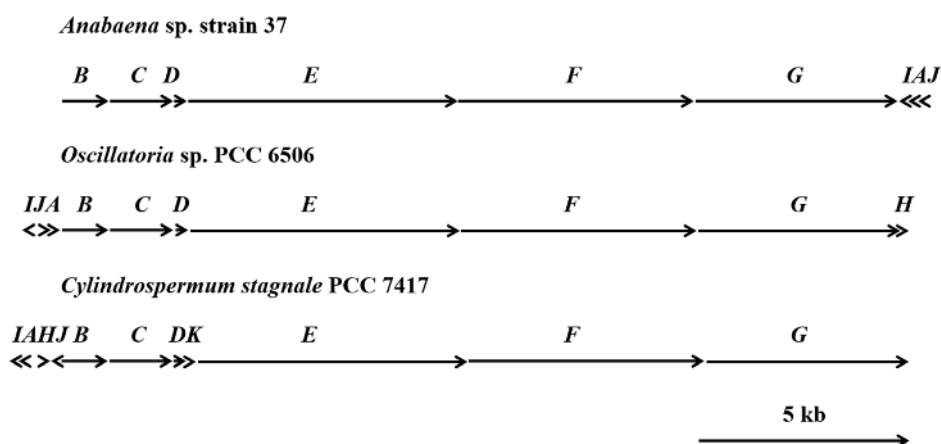 Anabaena sp. strain 37
B C D E F G IAJ
Oscillatoria sp. PCC 6506
IJA B C D E F G H
Cylindrospermum stagnale PCC 7417
IAHJ B C DK E F G
5 kb